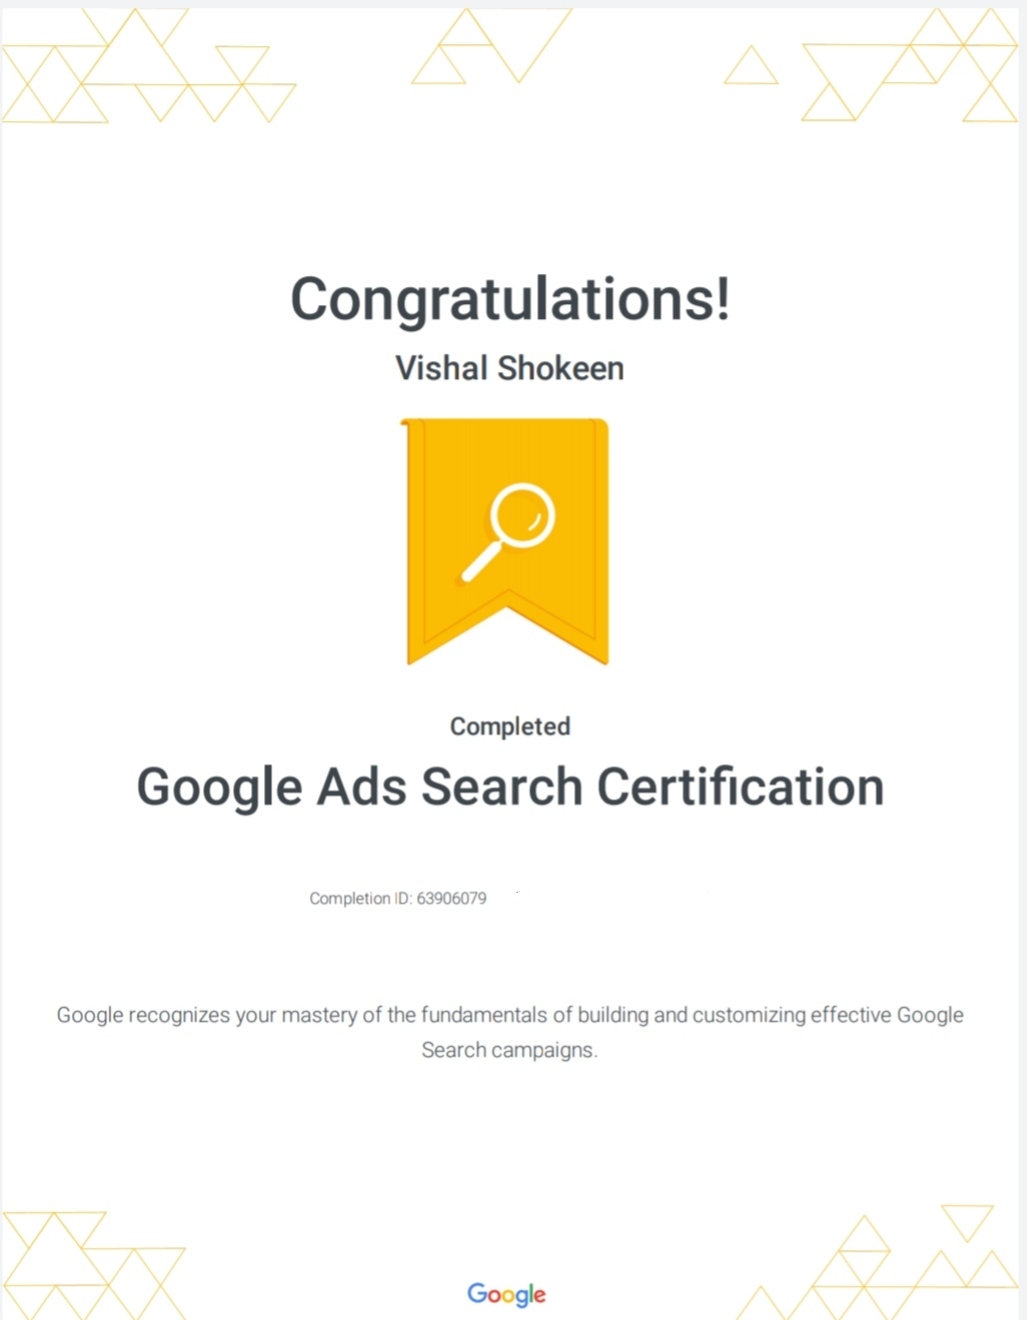 Congratulations!
Vishal Shokeen
Completed
Google Ads Search Certification
Completion ID: 63906079
Google recognizes your mastery of the fundamentals of building and customizing effective Google
Search campaigns.
Google